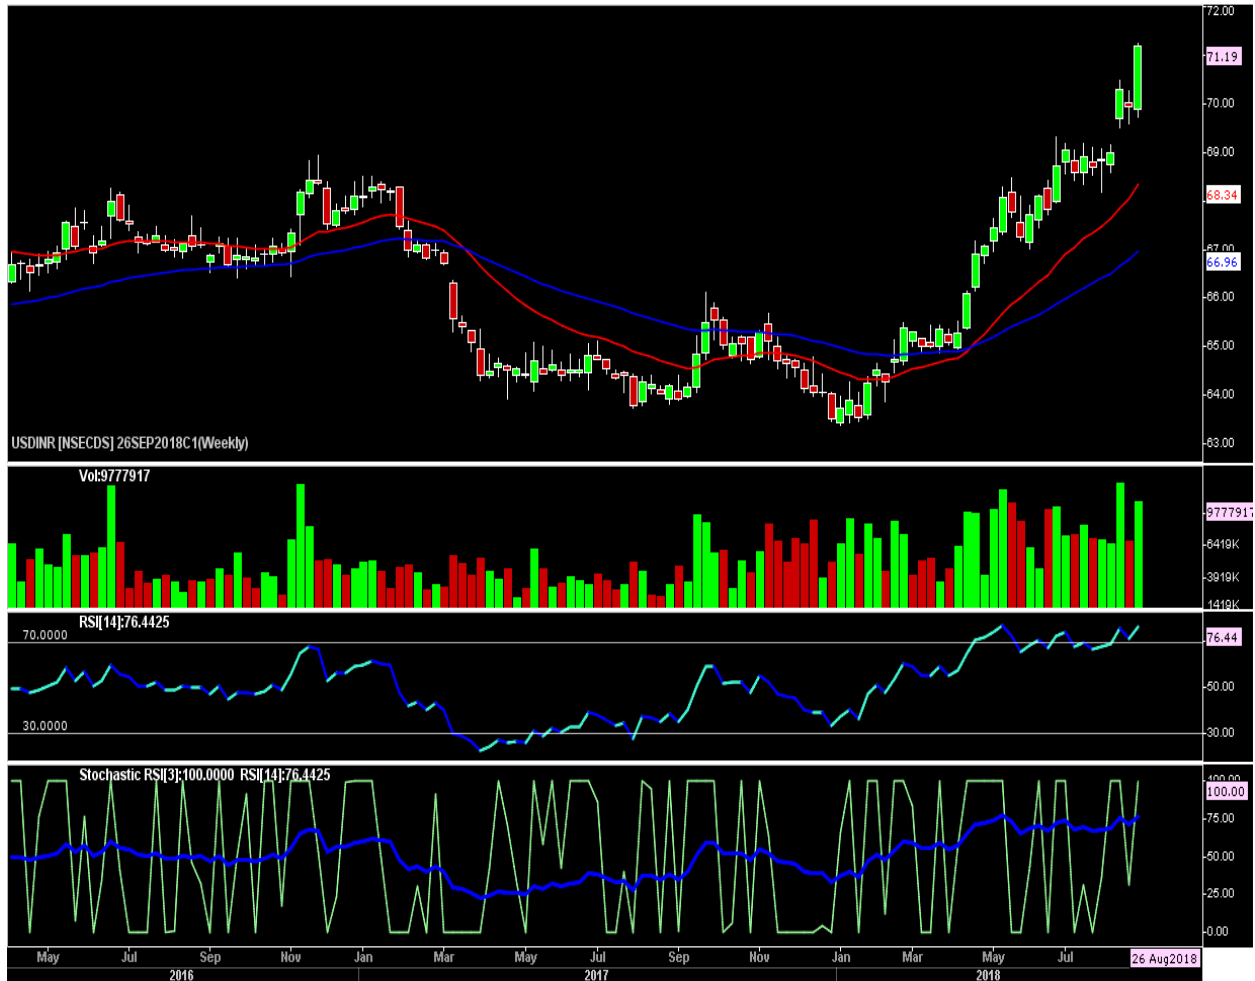 72.00
71.19
70.00
69.00
68.34
67.00
66.96
66.00
65.00
64.00
63.00
USDINR [NSECDS] 26SEP2018C1(Weekly)
Vol:9777917
9777917
6419K
3919K
1419K
RSI[14]:76.4425
70.0000
76.44
50.00
30.0000
30.00
Stochastic RSI[3]:100.0000 RSI[14]:76.4425
100.00
100.00
75.00
50.00
25.00
0.00
May Jul Sep Nov Jan Mar May Jul Sep Nov Jan Mar May Jul 26 Aug2018
2016 2017 2018